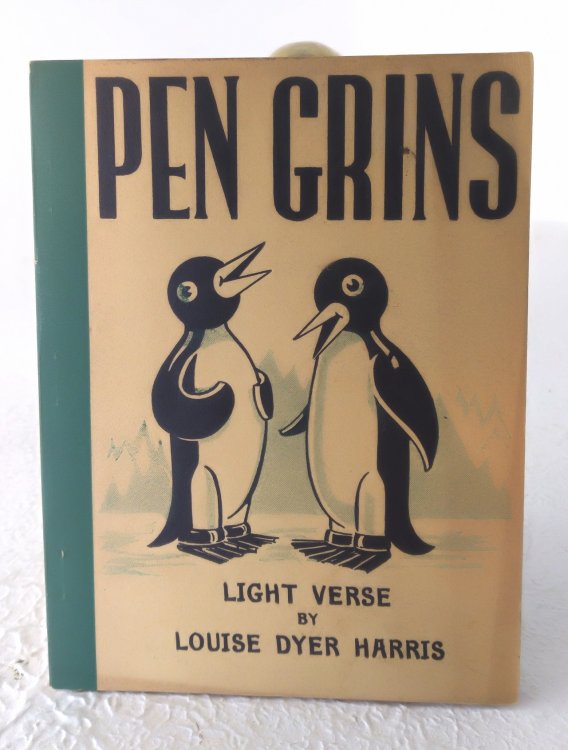 PEN GRINS
LIGHT VERSE
BY
LOUISE DYER HARRIS